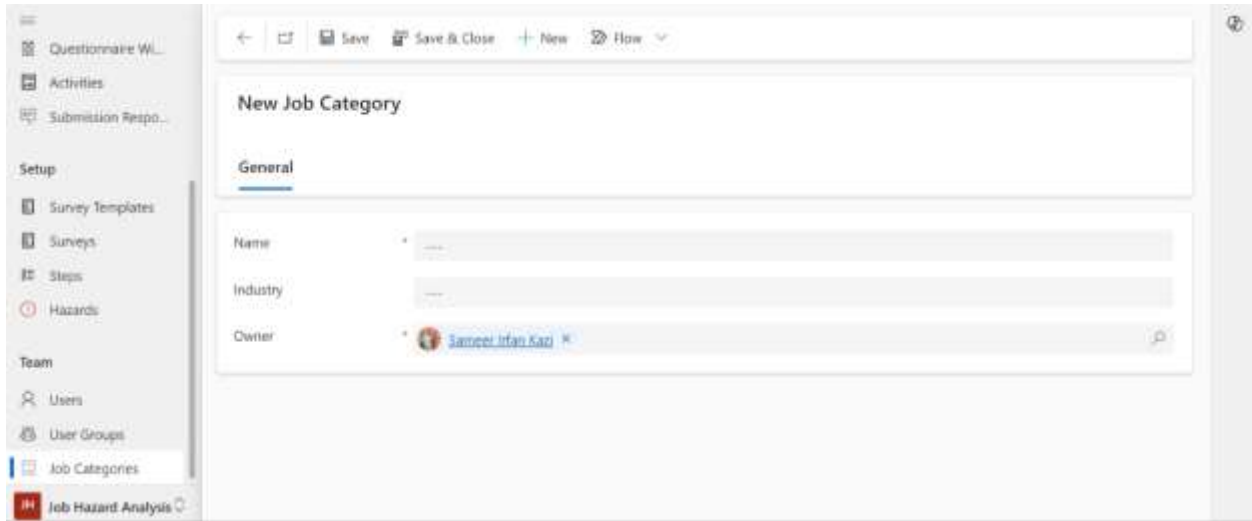 Questionnaire Wi...
Activities
Submission Respo...
Setup
Survey Templates
Surveys
Steps
Hazards
Team
Users
User Groups
Job Categories
JH Job Hazard Analysis
Save Save & Close New Flow
New Job Category
General
Name * ---
Industry ---
Owner * Sameer Irfan Kazi